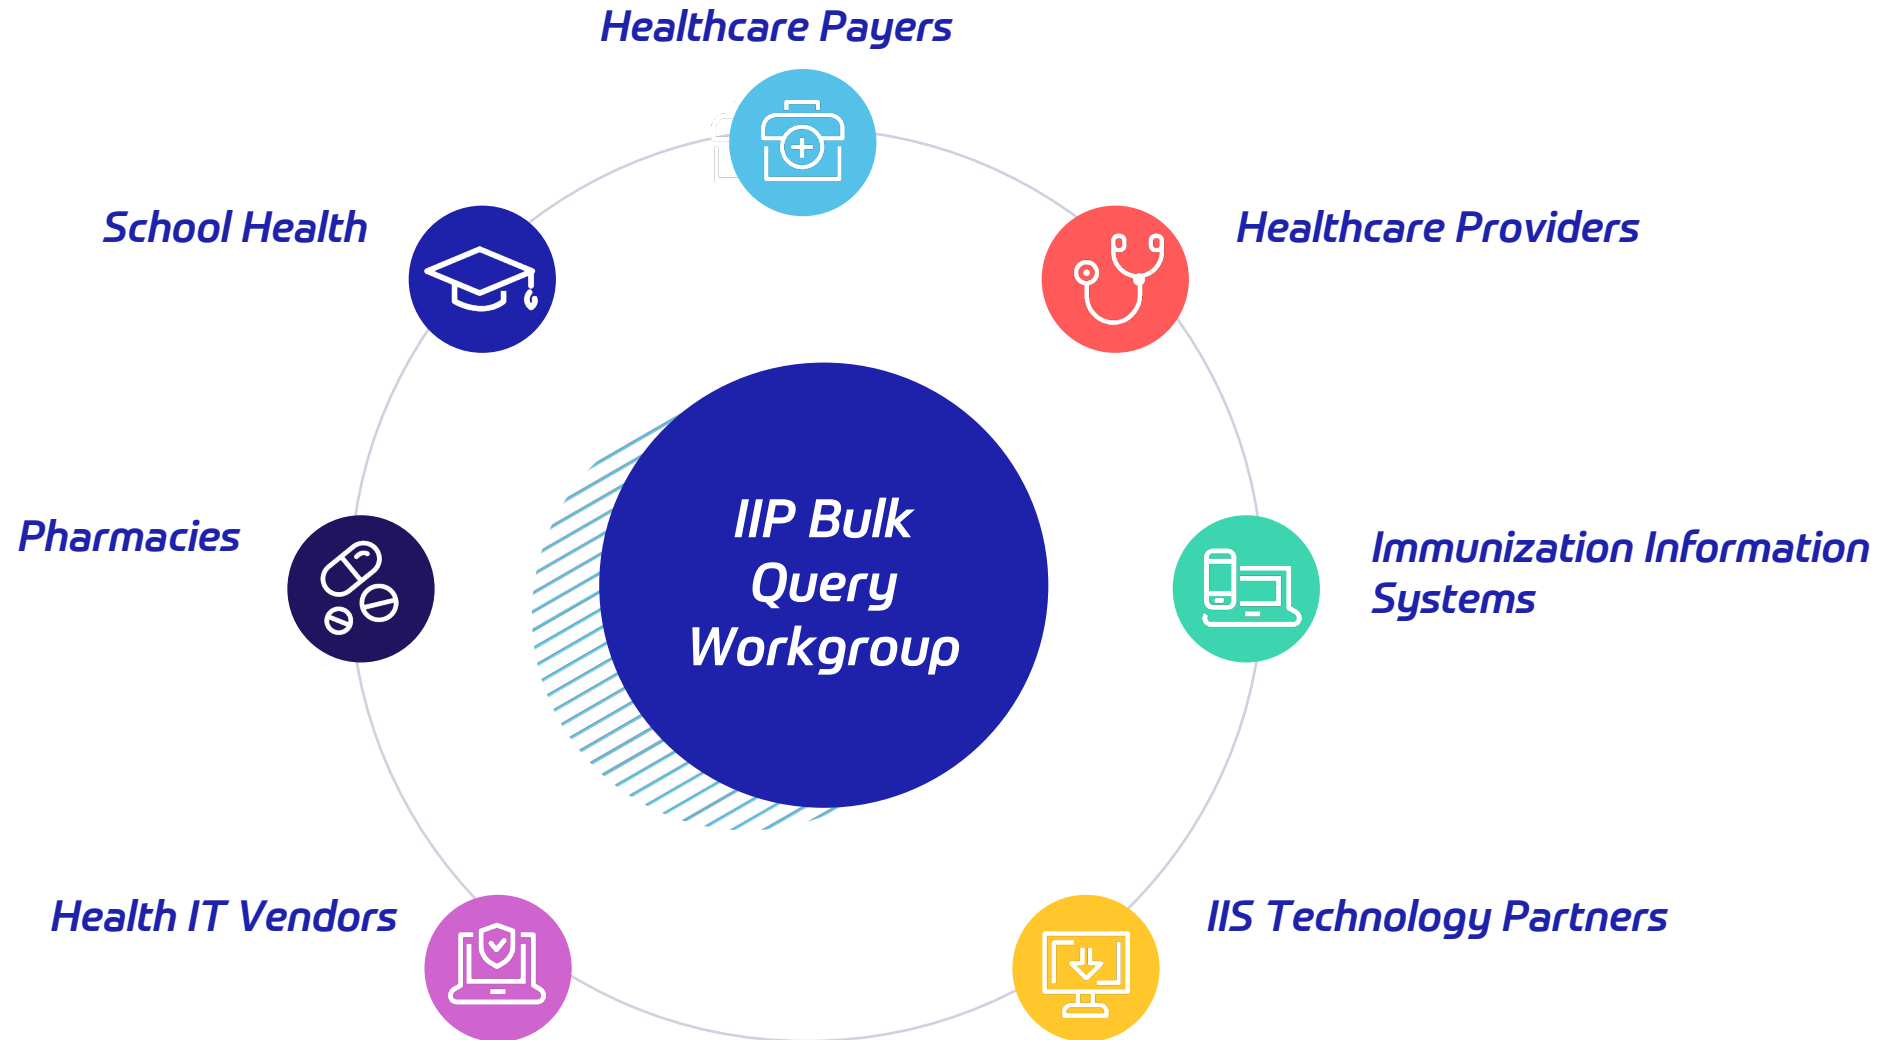 Healthcare Payers
School Health
Healthcare Providers
IIP Bulk
Query
Workgroup
Pharmacies
Immunization Information
Systems
Health IT Vendors
IIS Technology Partners